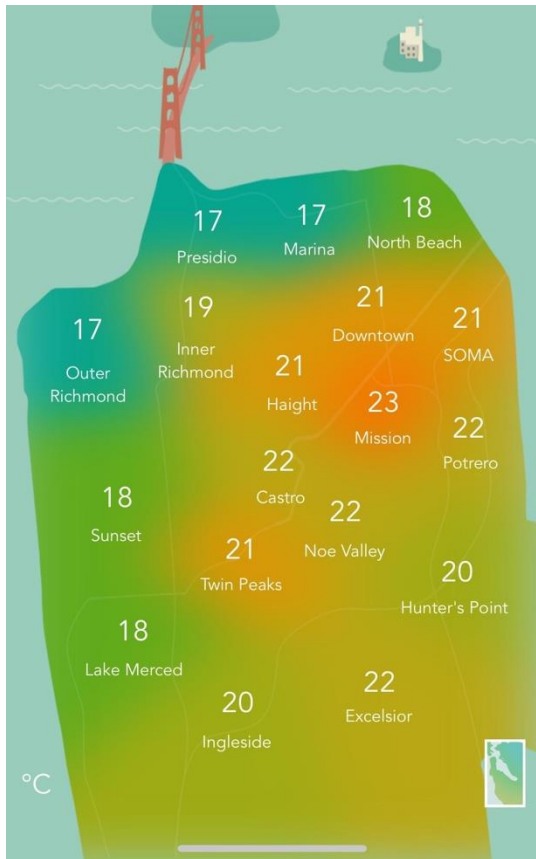 17
Presidio
17
Marina
18
North Beach
17
Outer
Richmond
19
Inner
Richmond
21
Downtown
21
SOMA
21
Haight
23
Mission
22
Potrero
22
Castro
18
Sunset
22
Noe Valley
21
Twin Peaks
20
Hunter's Point
18
Lake Merced
20
Ingleside
22
Excelsior
°C